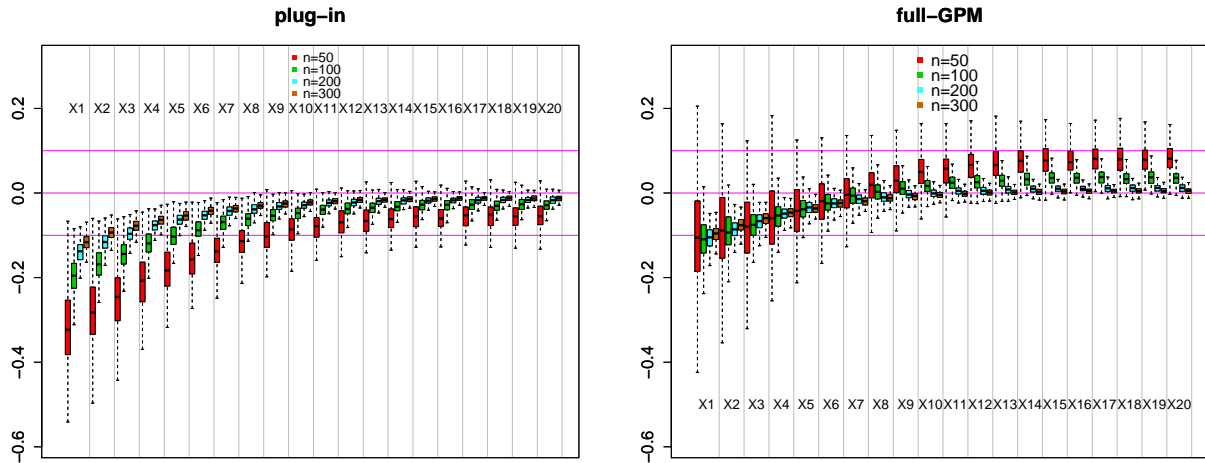 plug−in
n=50
n=100
n=200
n=300
X1 X2 X3 X4 X5 X6 X7 X8 X9 X10 X11 X12 X13 X14 X15 X16 X17 X18 X19 X20
0.2
0.0
−0.2
−0.4
−0.6
full−GPM
n=50
n=100
n=200
n=300
0.2
0.0
−0.2
−0.4
−0.6
X1 X2 X3 X4 X5 X6 X7 X8 X9 X10 X11 X12 X13 X14 X15 X16 X17 X18 X19 X20